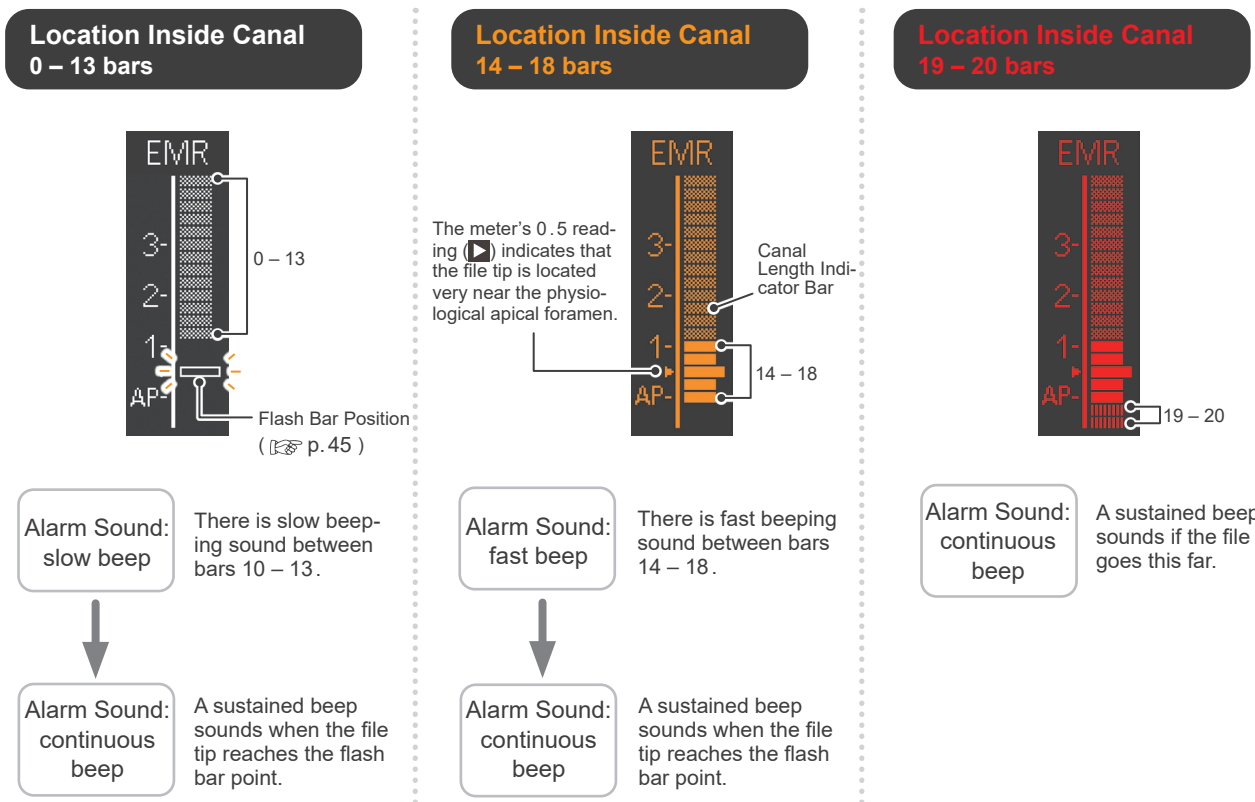 Location Inside Canal
0 – 13 bars
EMR
3-
2-
1-
AP-
0 – 13
Flash Bar Position
( p. 45 )
Alarm Sound:
slow beep
There is slow beep-
ing sound between
bars 10 – 13.
Alarm Sound:
continuous
beep
A sustained beep
sounds when the file
tip reaches the flash
bar point.
Location Inside Canal
14 – 18 bars
The meter's 0.5 read-
ing (▶) indicates that
the file tip is located
very near the physio-
logical apical foramen.
EMR
3-
2-
1-
AP-
Canal
Length Indi-
cator Bar
14 – 18
Alarm Sound:
fast beep
There is fast beeping
sound between bars
14 – 18.
Alarm Sound:
continuous
beep
A sustained beep
sounds when the file
tip reaches the flash
bar point.
Location Inside Canal
19 – 20 bars
EMR
3-
2-
1-
AP-
19 – 20
Alarm Sound:
continuous
beep
A sustained beep
sounds if the file
goes this far.